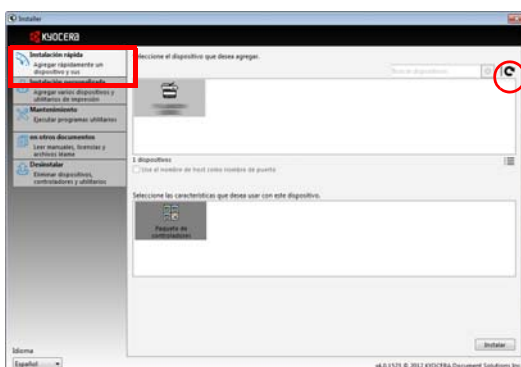 Installer
KYOCERA
Instalación rápida
Agregar rápidamente un
dispositivo y sus
Instalación personalizada
Agregar varios dispositivos y
utilitarios de impresión
Mantenimiento
Ejecutar programas utilitarios
en otros documentos
Leer manuales, licencias y
archivos léame
Desinstalar
Eliminar dispositivos,
controladores y utilitarios
Idioma
Español
Seleccione el dispositivo que desea agregar.
Buscar dispositivos
1 dispositivos
Use el nombre de host como nombre de puerto
Seleccione las características que desea usar con este dispositivo.
Paquete de
controladores
Instalar
© 2012 KYOCERA Document Solutions Inc.